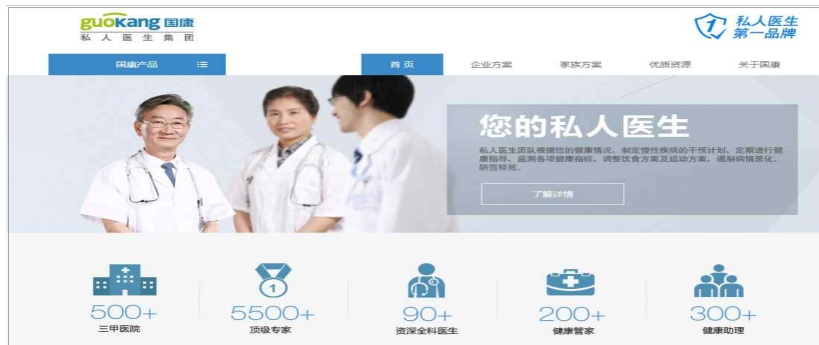 guokang 国康
私人医生集团
私人医生
第一品牌
国康产品
首页
企业方案
家族方案
优质资源
关于国康
您的私人医生
私人医生团队根据您的健康情况，制定慢性疾病的干预计划，定期进行健
康指导，监测各项健康指标，调整饮食方案及运动方案，遏制病情恶化，
防范猝死。
了解详情
500+
三甲医院
5500+
顶级专家
90+
资深全科医生
200+
健康管家
300+
健康助理